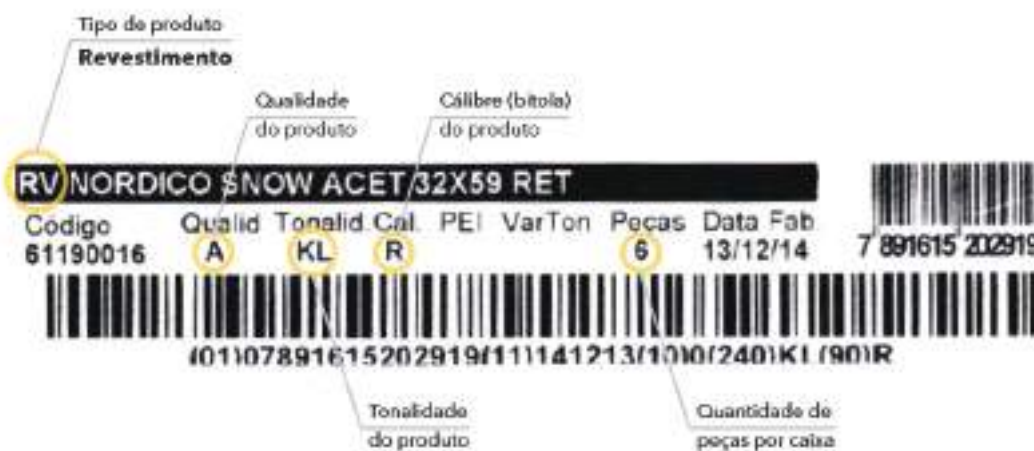 Tipo de produto
Revestimento
Qualidade
do produto
Cálibre (bitola)
do produto
RV NORDICO SNOW ACET/32X59 RET
Codigo Qualid Tonalid Cal. PEI VarTon Peças Data Fab
61190016 A KL R 6 13/12/14
7 891615 202919
(01)07891615202919(11)141213(10)0(240)KL(90)R
Tonalidade
do produto
Quantidade de
peças por caixa